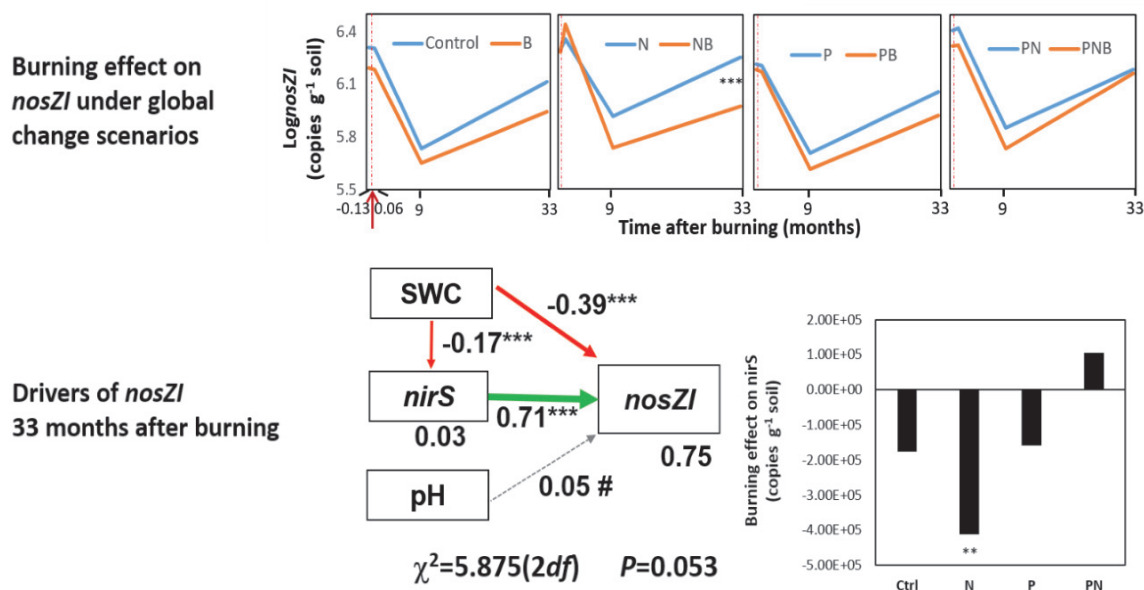 Burning effect on
nosZI under global
change scenarios
LognosZI
(copies g⁻¹ soil)
6.4
6.1
5.8
5.5
Control
B
N
NB
P
PB
PN
PNB
***
-0.13
0.06
9
33
9
33
9
33
9
33
Time after burning (months)
Drivers of nosZI
33 months after burning
SWC
-0.39***
-0.17***
nirS
0.03
0.71***
nosZI
0.75
pH
0.05 #
χ²=5.875(2df) P=0.053
Burning effect on nirS
(copies g⁻¹ soil)
2.00E+05
1.00E+05
0.00E+00
-1.00E+05
-2.00E+05
-3.00E+05
-4.00E+05
-5.00E+05
**
Ctrl
N
P
PN